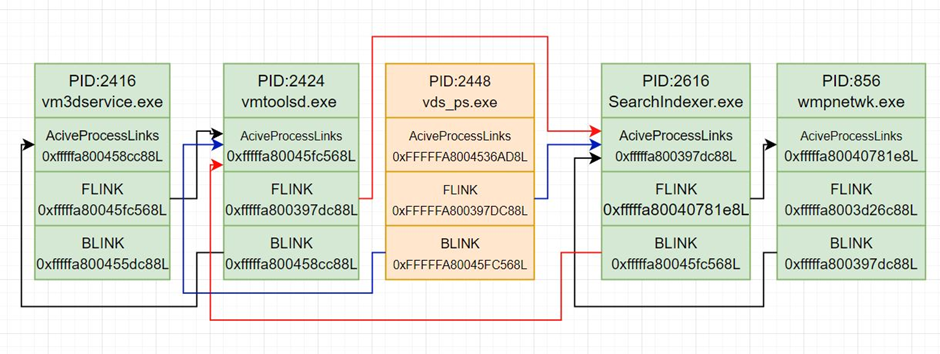 PID:2416
vm3dservice.exe
AciveProcessLinks
0xfffffa800458cc88L
FLINK
0xfffffa80045fc568L
BLINK
0xfffffa800455dc88L
PID:2424
vmtoolsd.exe
AciveProcessLinks
0xfffffa80045fc568L
FLINK
0xfffffa800397dc88L
BLINK
0xfffffa800458cc88L
PID:2448
vds_ps.exe
AciveProcessLinks
0xFFFFFA8004536AD8L
FLINK
0xFFFFFA800397DC88L
BLINK
0xFFFFFA80045FC568L
PID:2616
SearchIndexer.exe
AciveProcessLinks
0xfffffa800397dc88L
FLINK
0xfffffa80040781e8L
BLINK
0xfffffa80045fc568L
PID:856
wmpnetwk.exe
AciveProcessLinks
0xfffffa80040781e8L
FLINK
0xfffffa8003d26c88L
BLINK
0xfffffa800397dc88L